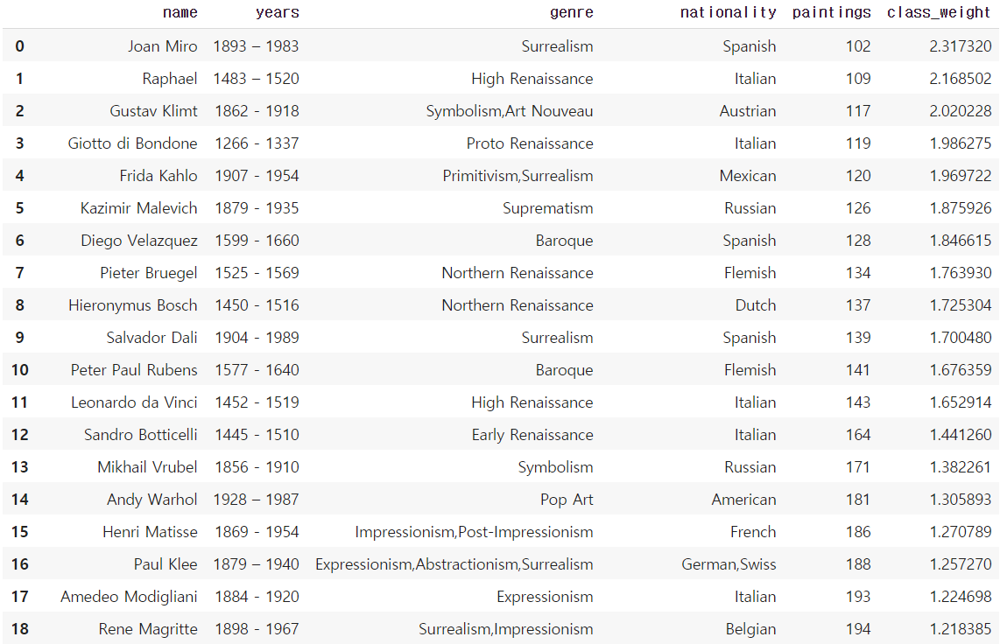 name years genre nationality paintings class_weight
0 Joan Miro 1893 – 1983 Surrealism Spanish 102 2.317320
1 Raphael 1483 – 1520 High Renaissance Italian 109 2.168502
2 Gustav Klimt 1862 - 1918 Symbolism,Art Nouveau Austrian 117 2.020228
3 Giotto di Bondone 1266 - 1337 Proto Renaissance Italian 119 1.986275
4 Frida Kahlo 1907 - 1954 Primitivism,Surrealism Mexican 120 1.969722
5 Kazimir Malevich 1879 - 1935 Suprematism Russian 126 1.875926
6 Diego Velazquez 1599 - 1660 Baroque Spanish 128 1.846615
7 Pieter Bruegel 1525 - 1569 Northern Renaissance Flemish 134 1.763930
8 Hieronymus Bosch 1450 - 1516 Northern Renaissance Dutch 137 1.725304
9 Salvador Dali 1904 - 1989 Surrealism Spanish 139 1.700480
10 Peter Paul Rubens 1577 - 1640 Baroque Flemish 141 1.676359
11 Leonardo da Vinci 1452 - 1519 High Renaissance Italian 143 1.652914
12 Sandro Botticelli 1445 - 1510 Early Renaissance Italian 164 1.441260
13 Mikhail Vrubel 1856 - 1910 Symbolism Russian 171 1.382261
14 Andy Warhol 1928 – 1987 Pop Art American 181 1.305893
15 Henri Matisse 1869 - 1954 Impressionism,Post-Impressionism French 186 1.270789
16 Paul Klee 1879 – 1940 Expressionism,Abstractionism,Surrealism German,Swiss 188 1.257270
17 Amedeo Modigliani 1884 - 1920 Expressionism Italian 193 1.224698
18 Rene Magritte 1898 - 1967 Surrealism,Impressionism Belgian 194 1.218385